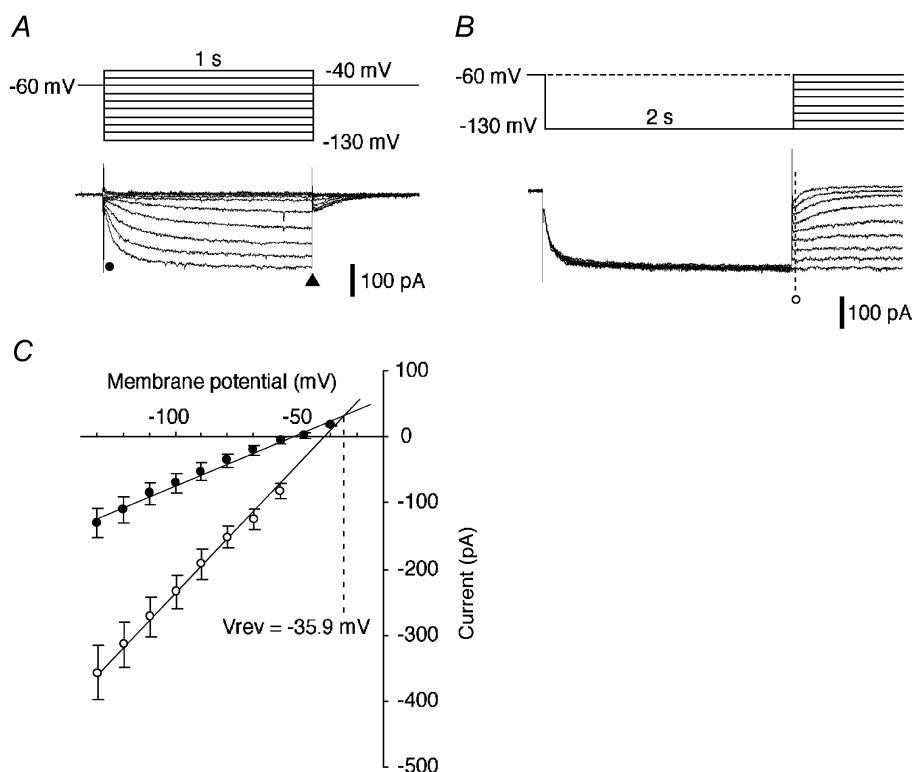 A
1 s
-60 mV
-40 mV
-130 mV
100 pA
B
-60 mV
-130 mV
2 s
100 pA
C
Membrane potential (mV)
-100
-50
100
0
-100
-200
-300
-400
-500
Current (pA)
Vrev = -35.9 mV